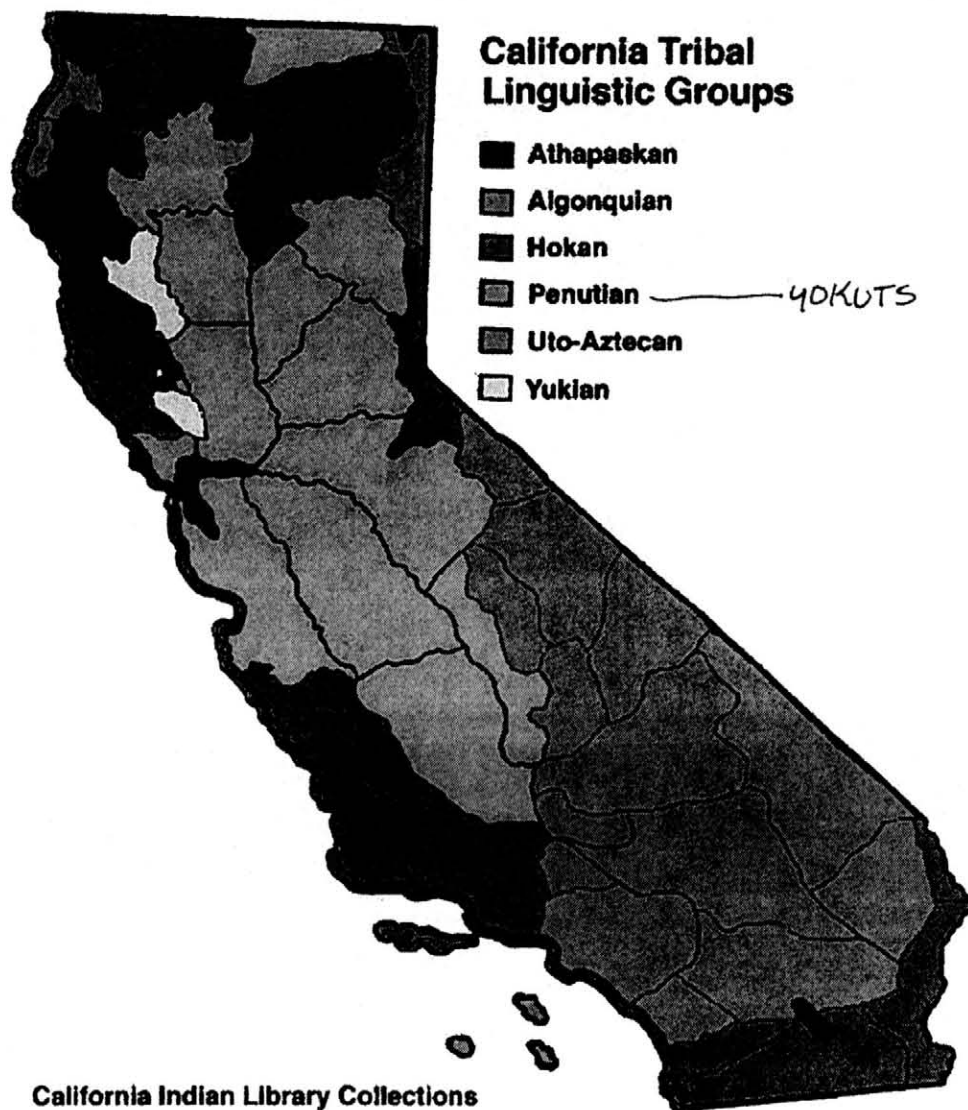 California Tribal
Linguistic Groups
Athapaskan
Algonquian
Hokan
Penutian YOKUTS
Uto-Aztecan
Yukian
California Indian Library Collections